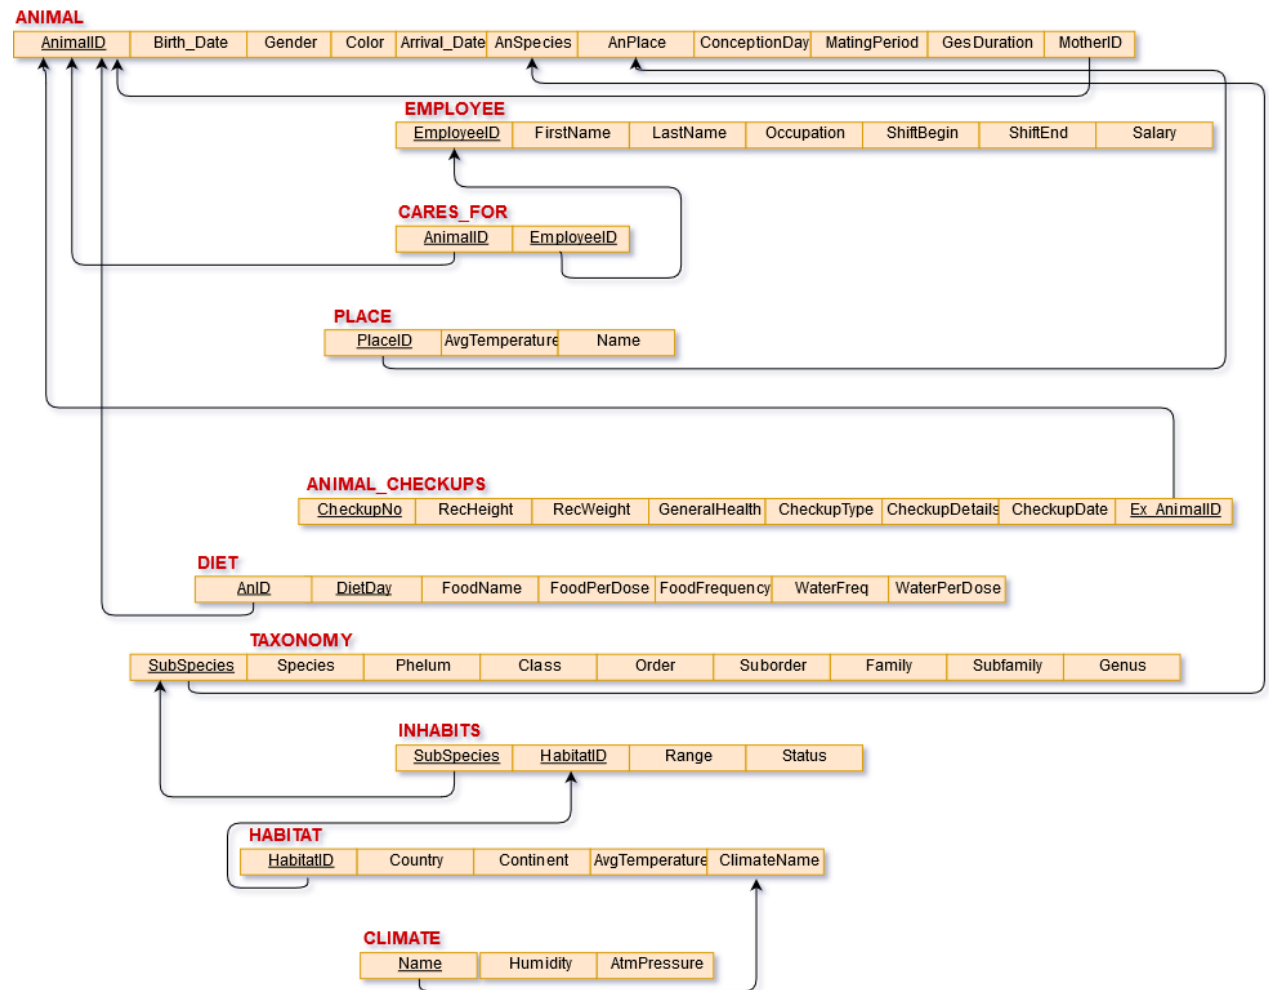 ANIMAL
AnimalID Birth_Date Gender Color Arrival_Date AnSpecies AnPlace ConceptionDay MatingPeriod GesDuration MotherID
EMPLOYEE
EmployeeID FirstName LastName Occupation ShiftBegin ShiftEnd Salary
CARES_FOR
AnimalID EmployeeID
PLACE
PlaceID AvgTemperature Name
ANIMAL_CHECKUPS
CheckupNo RecHeight RecWeight GeneralHealth CheckupType CheckupDetails CheckupDate Ex_AnimalID
DIET
AnID DietDay FoodName FoodPerDose FoodFrequency WaterFreq WaterPerDose
TAXONOMY
SubSpecies Species Phelum Class Order Suborder Family Subfamily Genus
INHABITS
SubSpecies HabitatID Range Status
HABITAT
HabitatID Country Continent AvgTemperature ClimateName
CLIMATE
Name Humidity AtmPressure